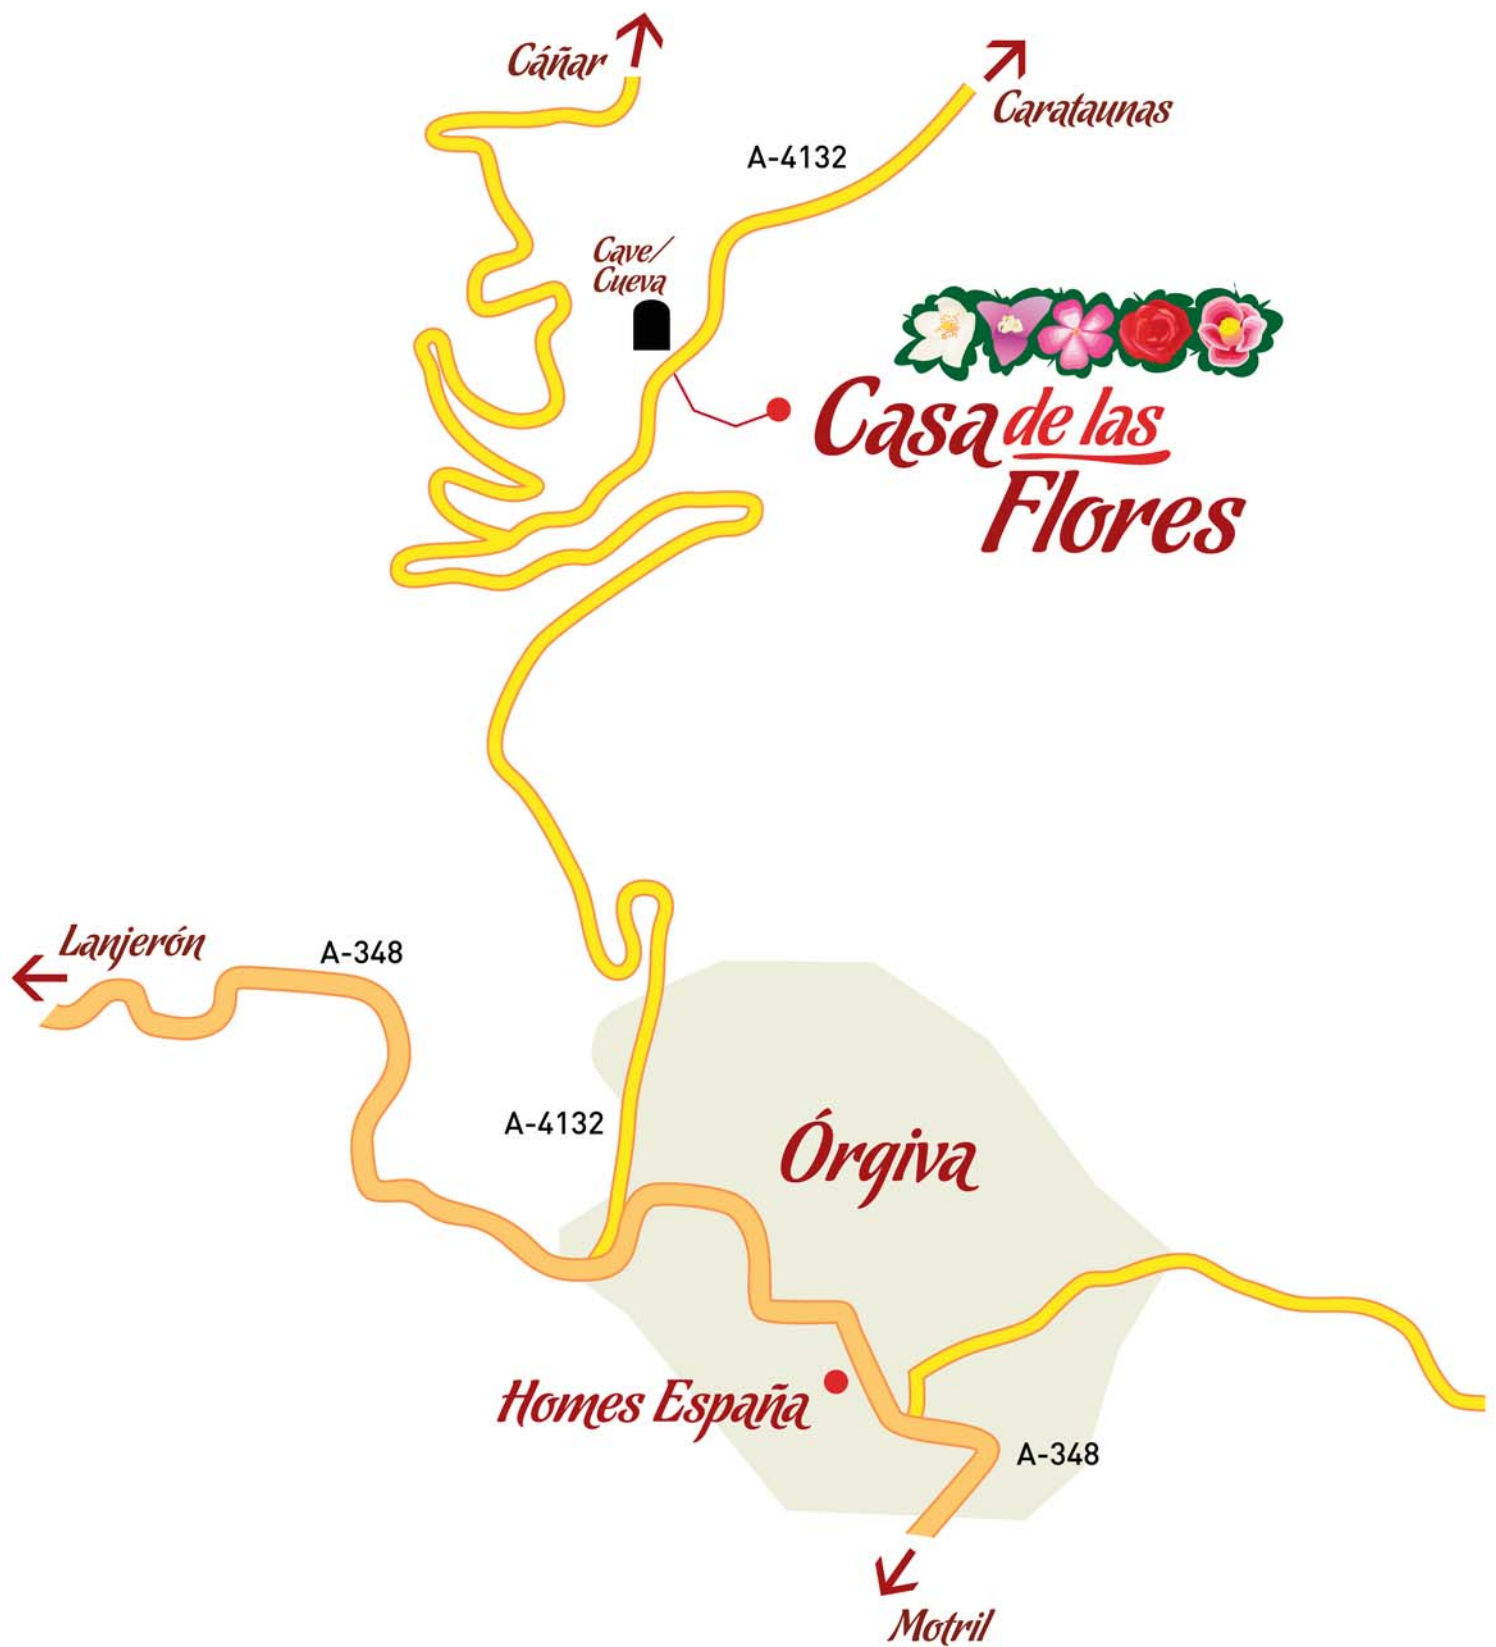 Cáñar
Carataunas
A-4132
Cave/
Cueva
Casa de las
Flores
Lanjerón
A-348
A-4132
Órgiva
Homes España
A-348
Motril